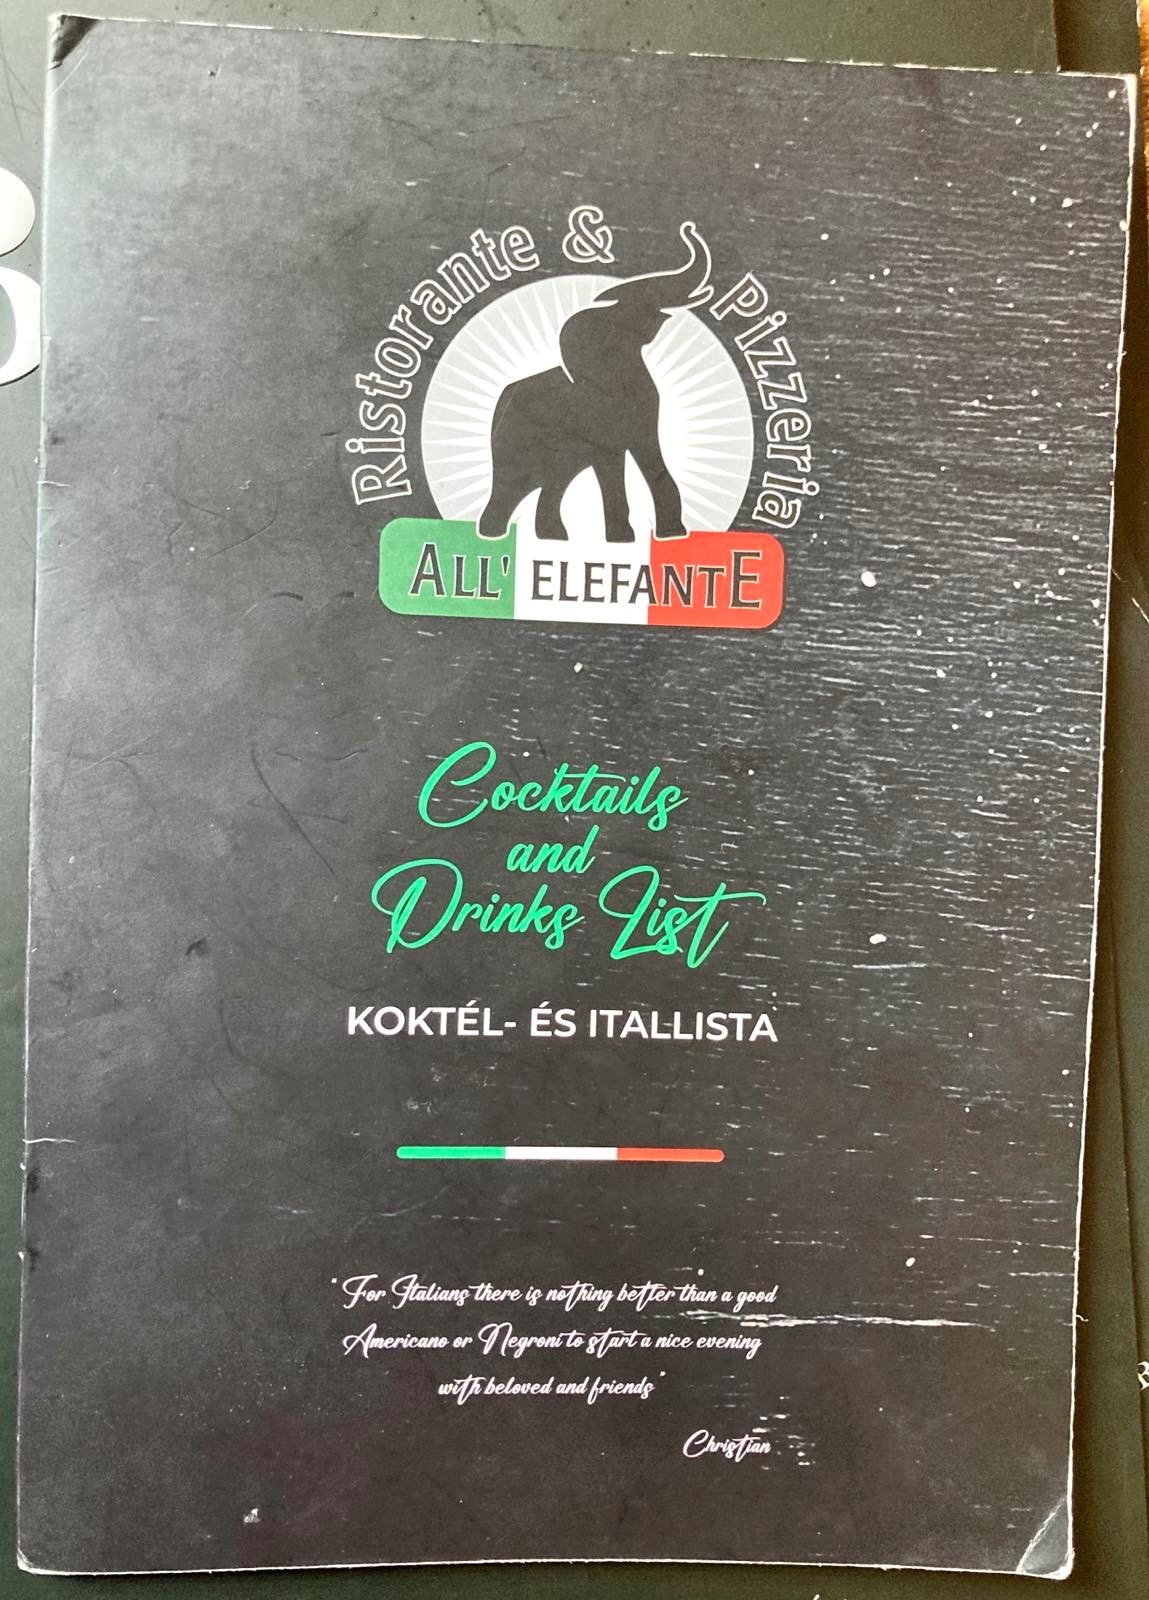 Ristorante & Pizzeria
ALL' ELEFANTE
Cocktails
and
Drinks List
KOKTÉL- ÉS ITALLISTA
"For Italians there is nothing better than a good
Americano or Negroni to start a nice evening
with beloved and friends"
Christian